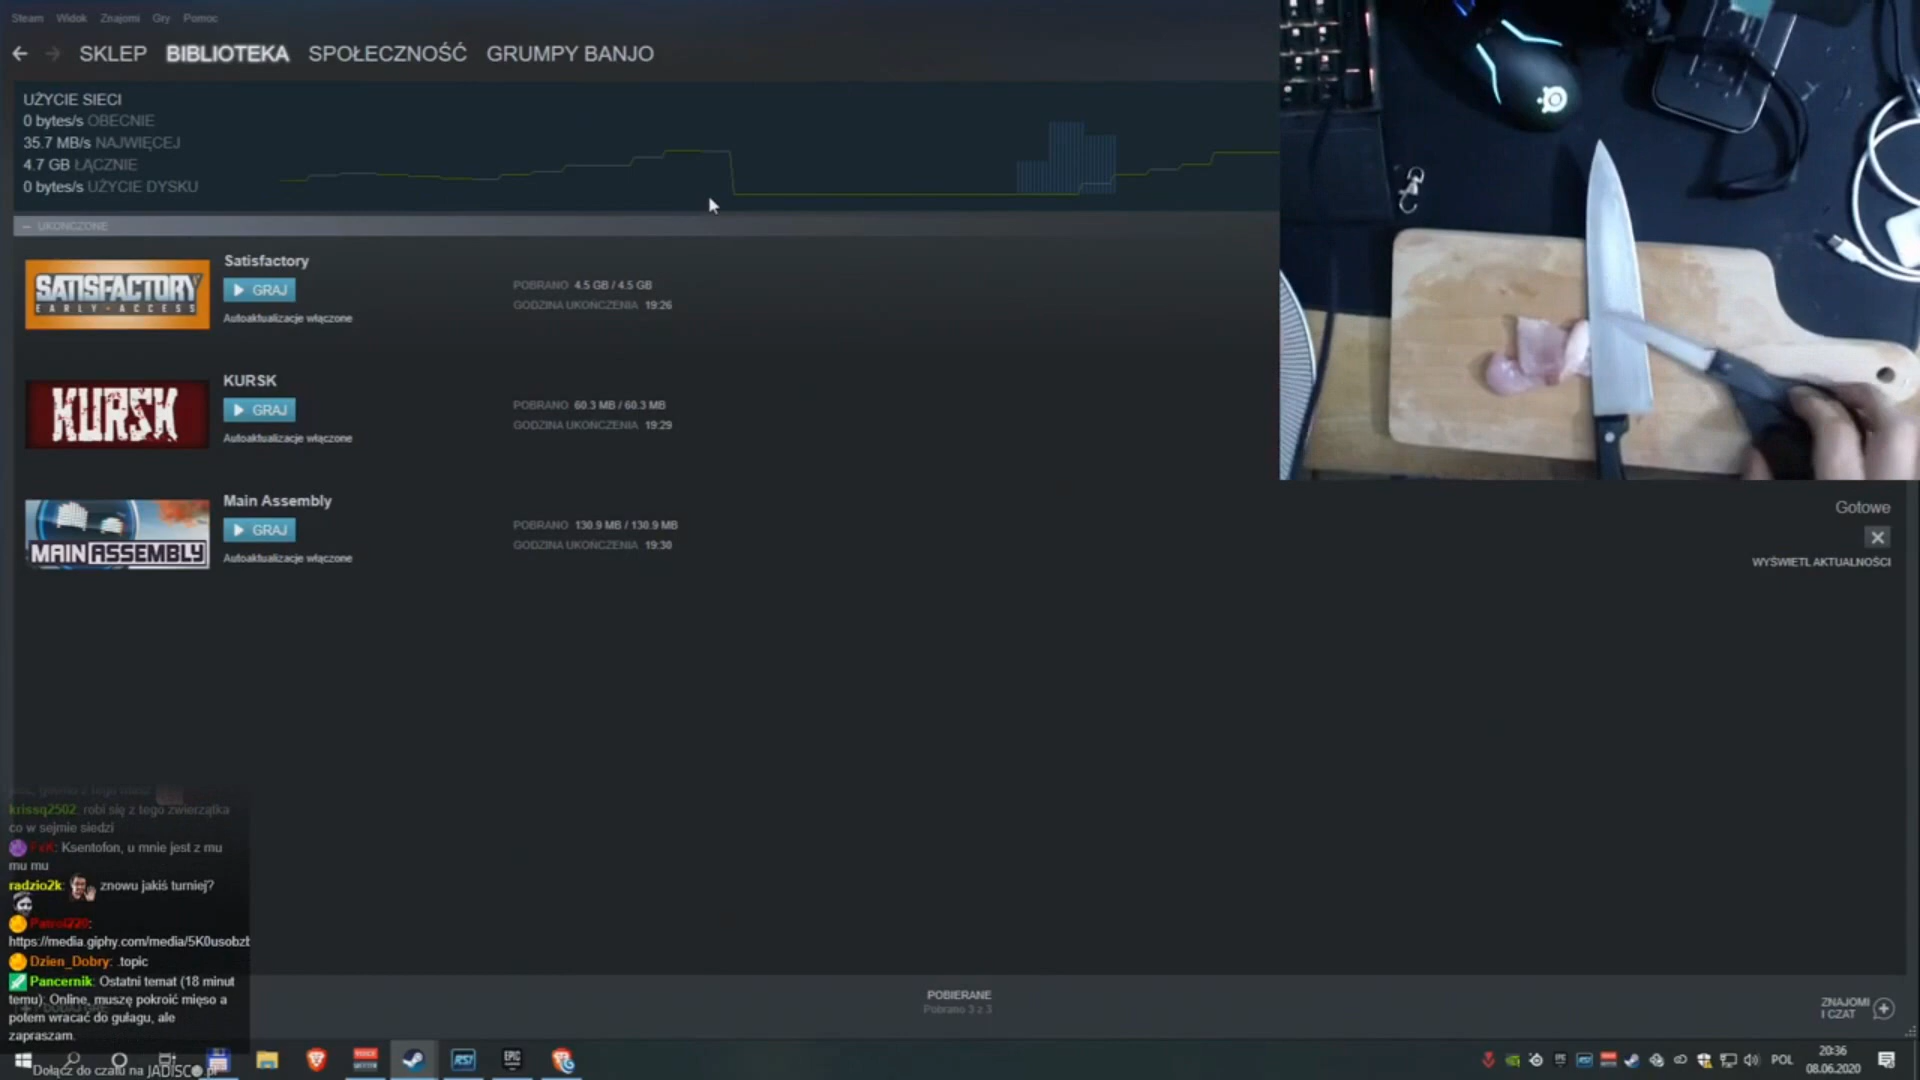 Steam Widok Znajomi Gry Pomoc
SKLEP BIBLIOTEKA SPOŁECZNOŚĆ GRUMPY BANJO
UŻYCIE SIECI
0 bytes/s OBECNIE
35.7 MB/s NAJWIĘCEJ
4.7 GB ŁĄCZNIE
0 bytes/s UŻYCIE DYSKU
UKOŃCZONE
SATISFACTORY
EARLY-ACCESS
Satisfactory
GRAJ
Autoaktualizacje włączone
POBRANO 4.5 GB / 4.5 GB
GODZINA UKOŃCZENIA 19:26
KURSK
KURSK
GRAJ
Autoaktualizacje włączone
POBRANO 60.3 MB / 60.3 MB
GODZINA UKOŃCZENIA 19:29
MAIN ASSEMBLY
Main Assembly
GRAJ
Autoaktualizacje włączone
POBRANO 130.9 MB / 130.9 MB
GODZINA UKOŃCZENIA 19:30
Gotowe
WYŚWIETL AKTUALNOŚCI
krissq2502: robi się z tego zwierzątka
co w sejmie siedzi
FxK: Ksentofon, u mnie jest z mu
mu mu
radzio2k: znowu jakiś turniej?
Patrol220:
https://media.giphy.com/media/5K0usobzb
Dzien_Dobry: .topic
Pancernik: Ostatni temat (18 minut
temu): Online, muszę pokroić mięso a
potem wracać do gułagu, ale
zapraszam.
POBIERANE
Pobrano 3 z 3
ZNAJOMI
I CZAT
Dołącz do czatu na JADISCO.pl
RSI
EPIC
POL
20:36
08.06.2020